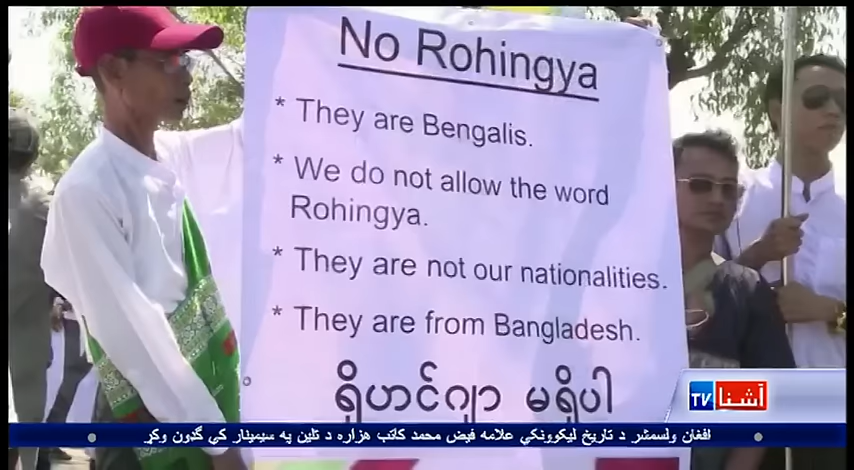 No Rohingya
* They are Bengalis.
* We do not allow the word
Rohingya.
* They are not our nationalities.
* They are from Bangladesh.
ရိုဟင်ဂျာ မရှိပါ
TV آشنا
افغان ولسمشر د تاریخ لیکوونکي علامه فیض محمد کاتب هزاره د تلین په سیمینار کې ګډون وکړ